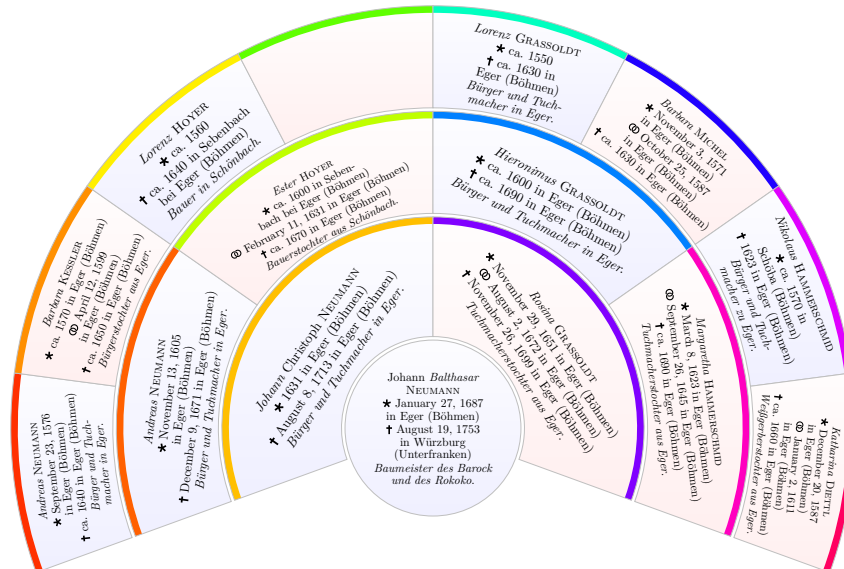 Johann Balthasar
NEUMANN
* January 27, 1687
in Eger (Böhmen)
† August 19, 1753
in Würzburg
(Unterfranken)
Baumeister des Barock
und des Rokoko.
Johann Christoph NEUMANN
* 1631 in Eger (Böhmen)
† August 8, 1713 in Eger (Böhmen)
Bürger und Tuchmacher in Eger.
Rosina GRASSOLDT
* November 29, 1651 in Eger (Böhmen)
⚭ August 2, 1672 in Eger (Böhmen)
† November 26, 1699 in Eger (Böhmen)
Tuchmacherstochter aus Eger.
Andreas NEUMANN
* November 13, 1605
in Eger (Böhmen)
† December 9, 1671 in Eger (Böhmen)
Bürger und Tuchmacher in Eger.
Ester HOYER
* ca. 1600 in Seben-
bach bei Eger (Böhmen)
⚭ February 11, 1631 in Eger (Böhmen)
† ca. 1670 in Eger (Böhmen)
Bauerstochter aus Schönbach.
Hieronimus GRASSOLDT
* ca. 1600 in Eger (Böhmen)
† ca. 1690 in Eger (Böhmen)
Bürger und Tuchmacher in Eger.
Margaretha HAMMERSCHMID
* March 8, 1623 in Eger (Böhmen)
⚭ September 26, 1645 in Eger (Böhmen)
† ca. 1690 in Eger (Böhmen)
Tuchmacherstochter aus Eger.
Andreas NEUMANN
* September 23, 1576
in Eger (Böhmen)
† ca. 1640 in Eger (Böhmen)
Bürger und Tuch-
macher in Eger.
Barbara KESSLER
* ca. 1570 in Eger (Böhmen)
⚭ April 12, 1599
in Eger (Böhmen)
† ca. 1650 in Eger (Böhmen)
Bürgerstochter aus Eger.
Lorenz HOYER
* ca. 1560
† ca. 1640 in Sebenbach
bei Eger (Böhmen)
Bauer in Schönbach.
Lorenz GRASSOLDT
* ca. 1550
† ca. 1630 in
Eger (Böhmen)
Bürger und Tuch-
macher in Eger.
Barbara MICHEL
* November 3, 1571
in Eger (Böhmen)
⚭ October 25, 1587
in Eger (Böhmen)
† ca. 1630 in Eger (Böhmen)
Nikolaus HAMMERSCHMID
* ca. 1570 in
Schöba (Böhmen)
† 1623 in Eger (Böhmen)
Bürger und Tuch-
macher zu Eger.
Katharina DIETTL
* December 20, 1587
in Eger (Böhmen)
⚭ January 2, 1611
in Eger (Böhmen)
† ca. 1660 in Eger (Böhmen)
Weißgerberstochter aus Eger.